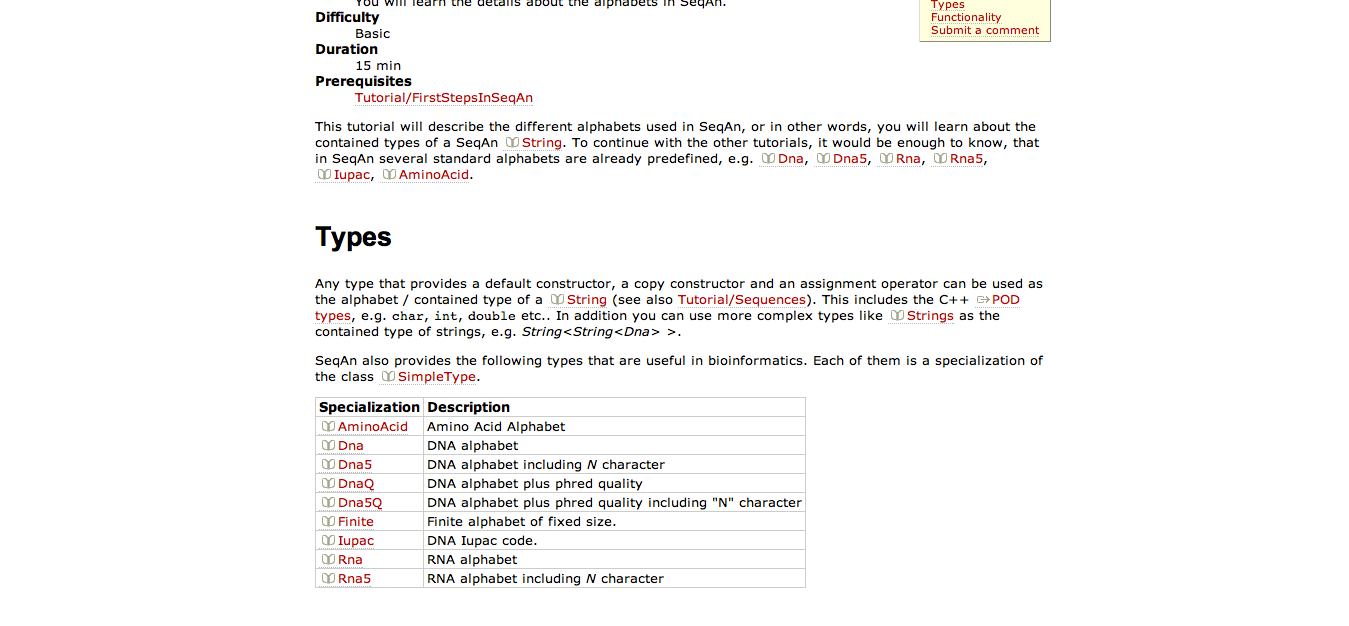 You will learn the details about the alphabets in SeqAn.
Difficulty
Basic
Duration
15 min
Prerequisites
Tutorial/FirstStepsInSeqAn
Types
Functionality
Submit a comment
This tutorial will describe the different alphabets used in SeqAn, or in other words, you will learn about the
contained types of a SeqAn String. To continue with the other tutorials, it would be enough to know, that
in SeqAn several standard alphabets are already predefined, e.g. Dna, Dna5, Rna, Rna5,
Iupac, AminoAcid.
Types
Any type that provides a default constructor, a copy constructor and an assignment operator can be used as
the alphabet / contained type of a String (see also Tutorial/Sequences). This includes the C++ POD
types, e.g. char, int, double etc.. In addition you can use more complex types like Strings as the
contained type of strings, e.g. String<String<Dna> >.
SeqAn also provides the following types that are useful in bioinformatics. Each of them is a specialization of
the class SimpleType.
Specialization Description
AminoAcid Amino Acid Alphabet
Dna DNA alphabet
Dna5 DNA alphabet including N character
DnaQ DNA alphabet plus phred quality
Dna5Q DNA alphabet plus phred quality including "N" character
Finite Finite alphabet of fixed size.
Iupac DNA Iupac code.
Rna RNA alphabet
Rna5 RNA alphabet including N character